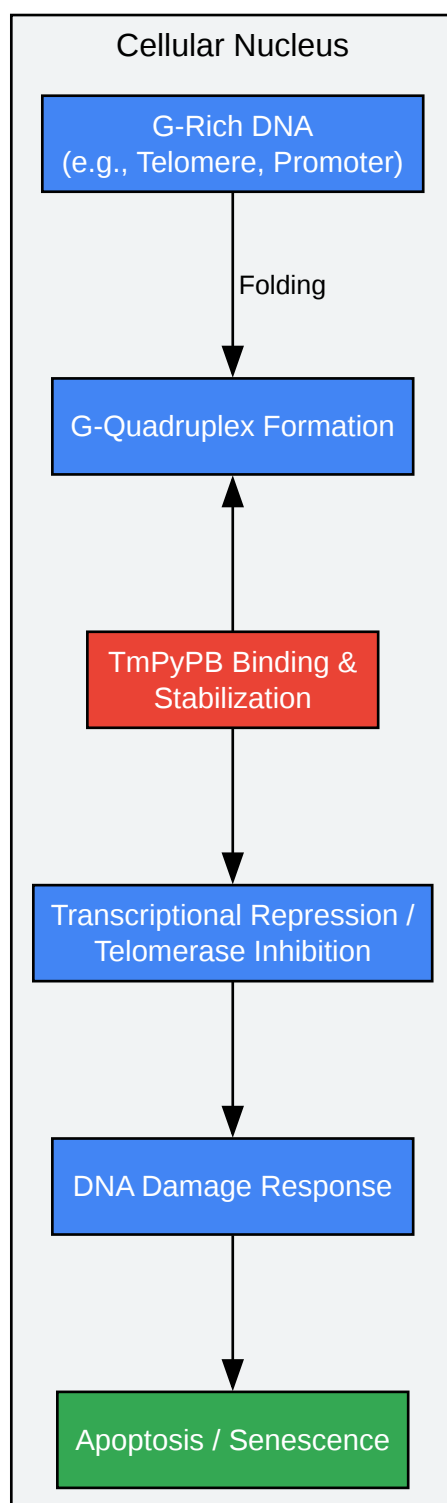 Cellular Nucleus
G-Rich DNA
(e.g., Telomere, Promoter)
Folding
G-Quadruplex Formation
TmPyPB Binding &
Stabilization
Transcriptional Repression /
Telomerase Inhibition
DNA Damage Response
Apoptosis / Senescence